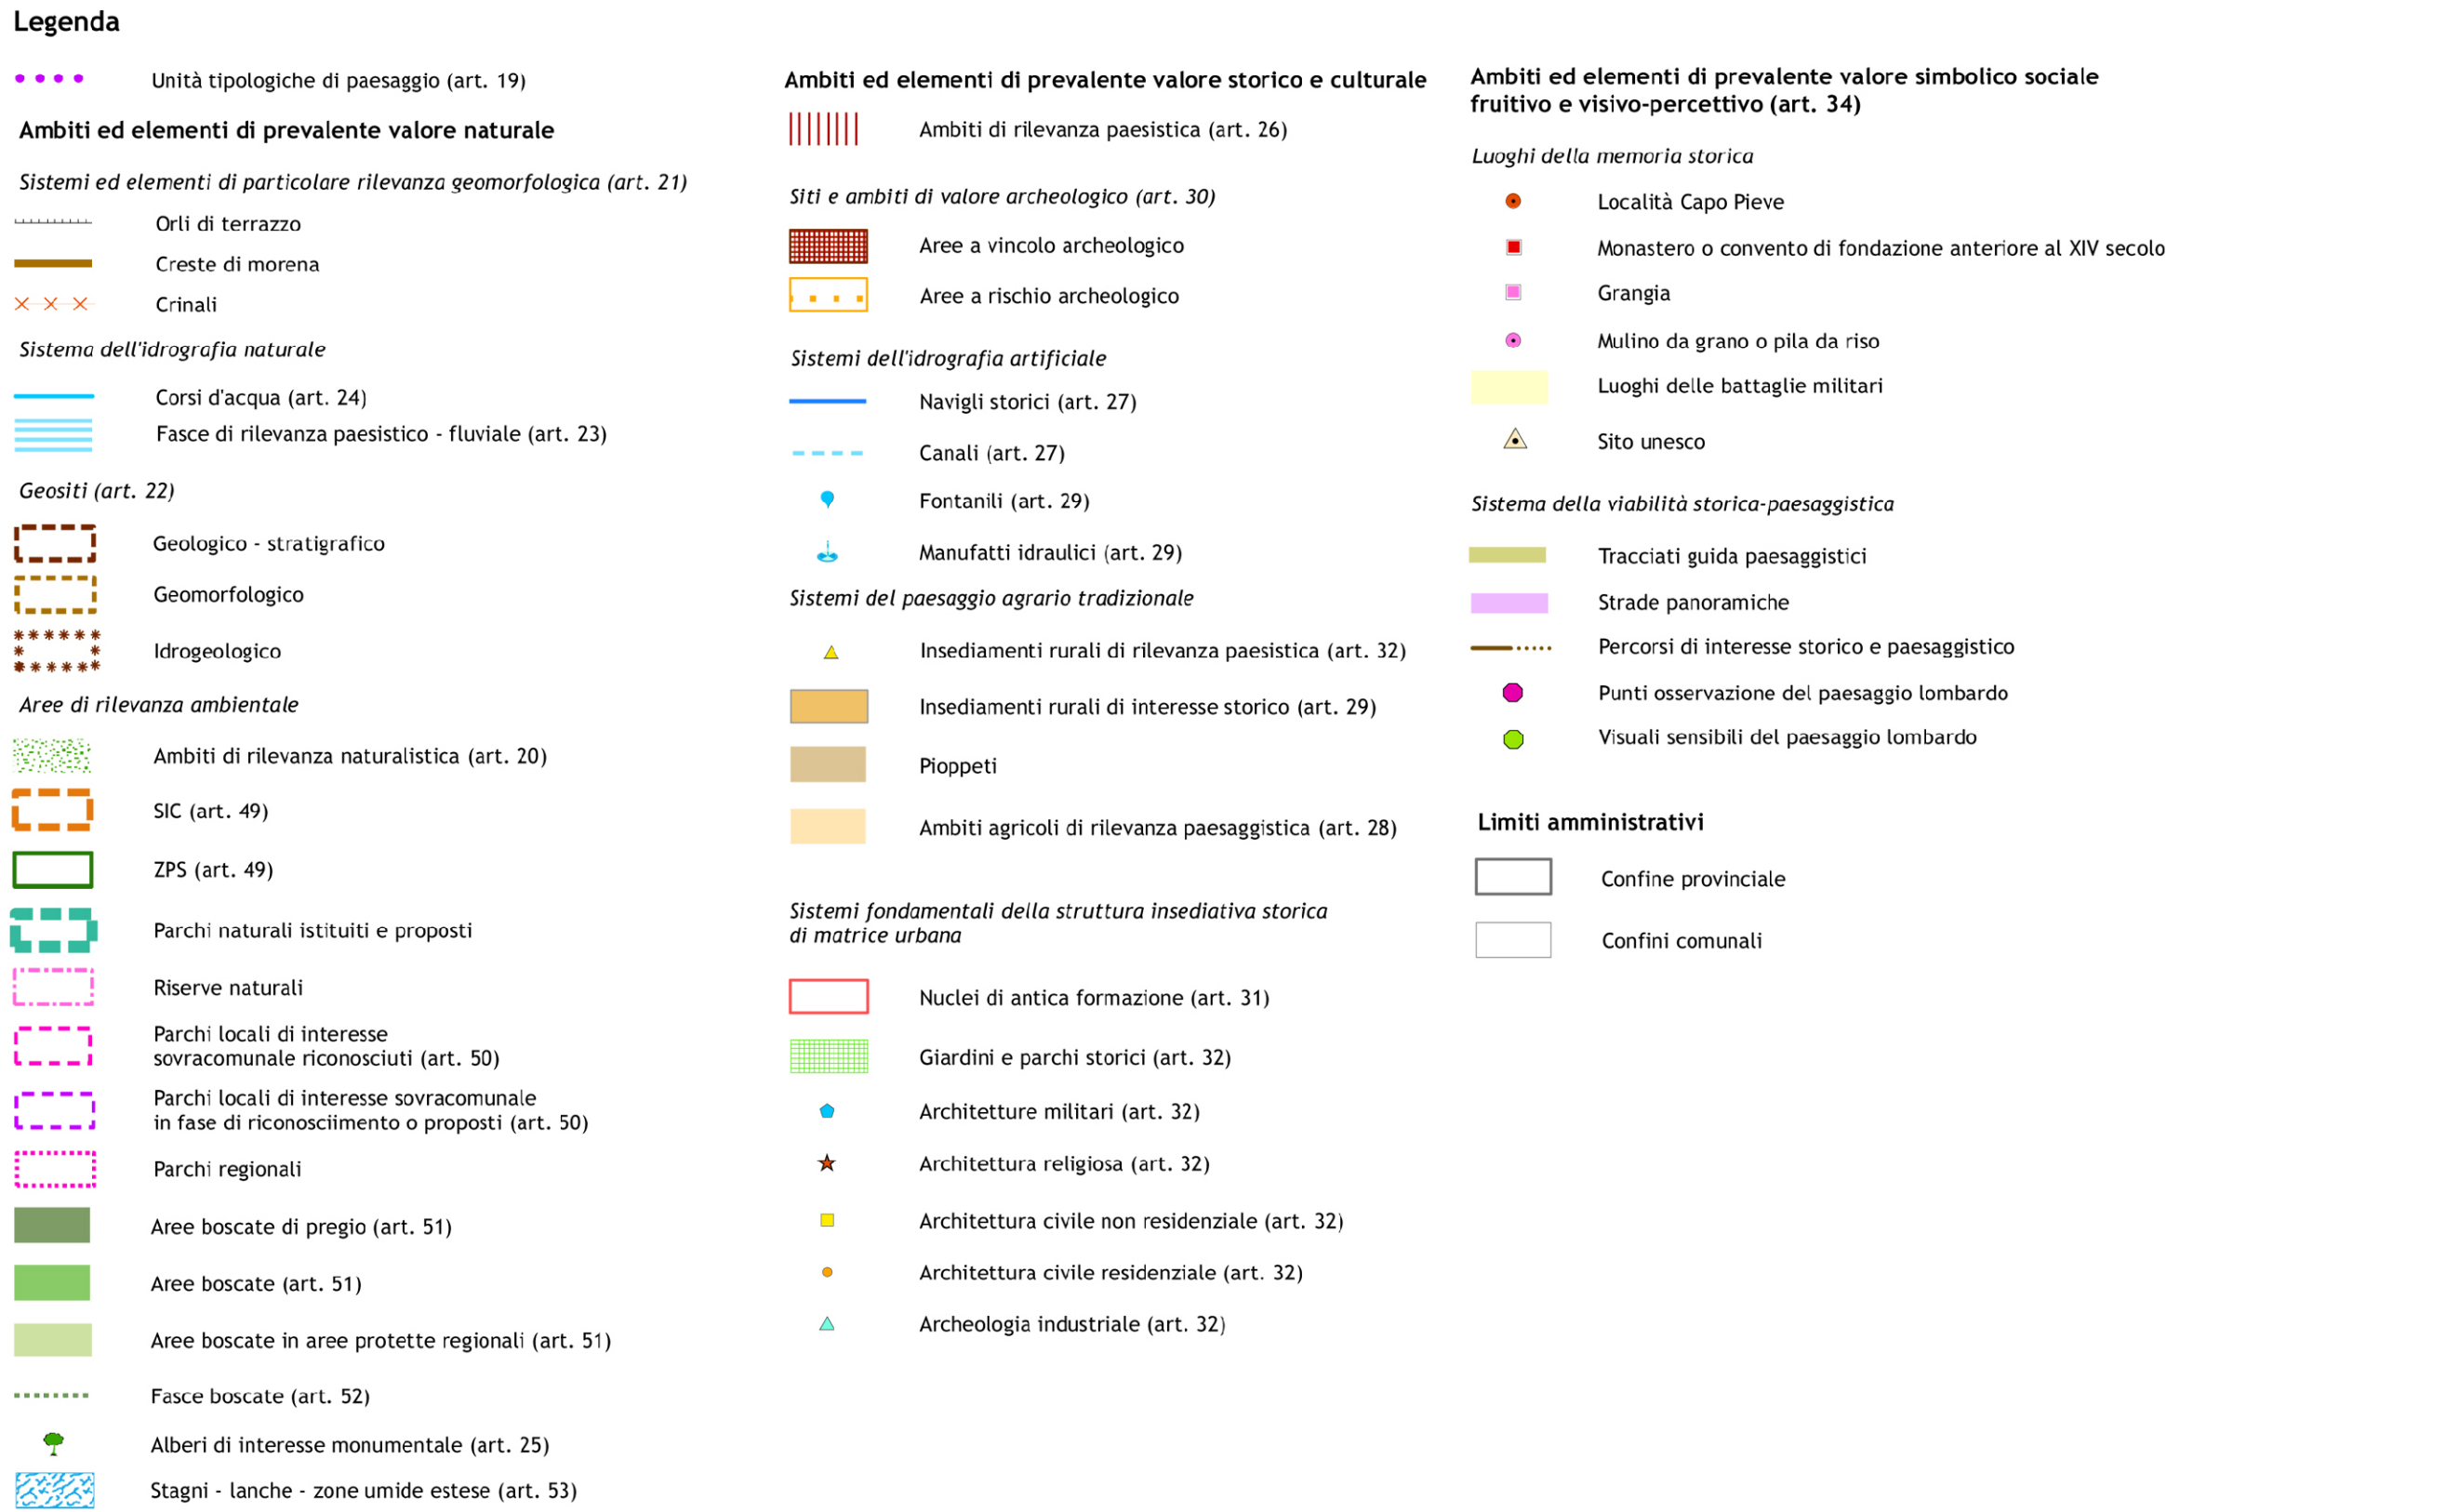 Legenda
Unità tipologiche di paesaggio (art. 19)
Ambiti ed elementi di prevalente valore naturale
Sistemi ed elementi di particolare rilevanza geomorfologica (art. 21)
Orli di terrazzo
Creste di morena
Crinali
Sistema dell'idrografia naturale
Corsi d'acqua (art. 24)
Fasce di rilevanza paesistico - fluviale (art. 23)
Geositi (art. 22)
Geologico - stratigrafico
Geomorfologico
Idrogeologico
Aree di rilevanza ambientale
Ambiti di rilevanza naturalistica (art. 20)
SIC (art. 49)
ZPS (art. 49)
Parchi naturali istituiti e proposti
Riserve naturali
Parchi locali di interesse
sovracomunale riconosciuti (art. 50)
Parchi locali di interesse sovracomunale
in fase di riconosciimento o proposti (art. 50)
Parchi regionali
Aree boscate di pregio (art. 51)
Aree boscate (art. 51)
Aree boscate in aree protette regionali (art. 51)
Fasce boscate (art. 52)
Alberi di interesse monumentale (art. 25)
Stagni - lanche - zone umide estese (art. 53)
Ambiti ed elementi di prevalente valore storico e culturale
Ambiti di rilevanza paesistica (art. 26)
Siti e ambiti di valore archeologico (art. 30)
Aree a vincolo archeologico
Aree a rischio archeologico
Sistemi dell'idrografia artificiale
Navigli storici (art. 27)
Canali (art. 27)
Fontanili (art. 29)
Manufatti idraulici (art. 29)
Sistemi del paesaggio agrario tradizionale
Insediamenti rurali di rilevanza paesistica (art. 32)
Insediamenti rurali di interesse storico (art. 29)
Pioppeti
Ambiti agricoli di rilevanza paesaggistica (art. 28)
Sistemi fondamentali della struttura insediativa storica
di matrice urbana
Nuclei di antica formazione (art. 31)
Giardini e parchi storici (art. 32)
Architetture militari (art. 32)
Architettura religiosa (art. 32)
Architettura civile non residenziale (art. 32)
Architettura civile residenziale (art. 32)
Archeologia industriale (art. 32)
Ambiti ed elementi di prevalente valore simbolico sociale
fruitivo e visivo-percettivo (art. 34)
Luoghi della memoria storica
Località Capo Pieve
Monastero o convento di fondazione anteriore al XIV secolo
Grangia
Mulino da grano o pila da riso
Luoghi delle battaglie militari
Sito unesco
Sistema della viabilità storica-paesaggistica
Tracciati guida paesaggistici
Strade panoramiche
Percorsi di interesse storico e paesaggistico
Punti osservazione del paesaggio lombardo
Visuali sensibili del paesaggio lombardo
Limiti amministrativi
Confine provinciale
Confini comunali